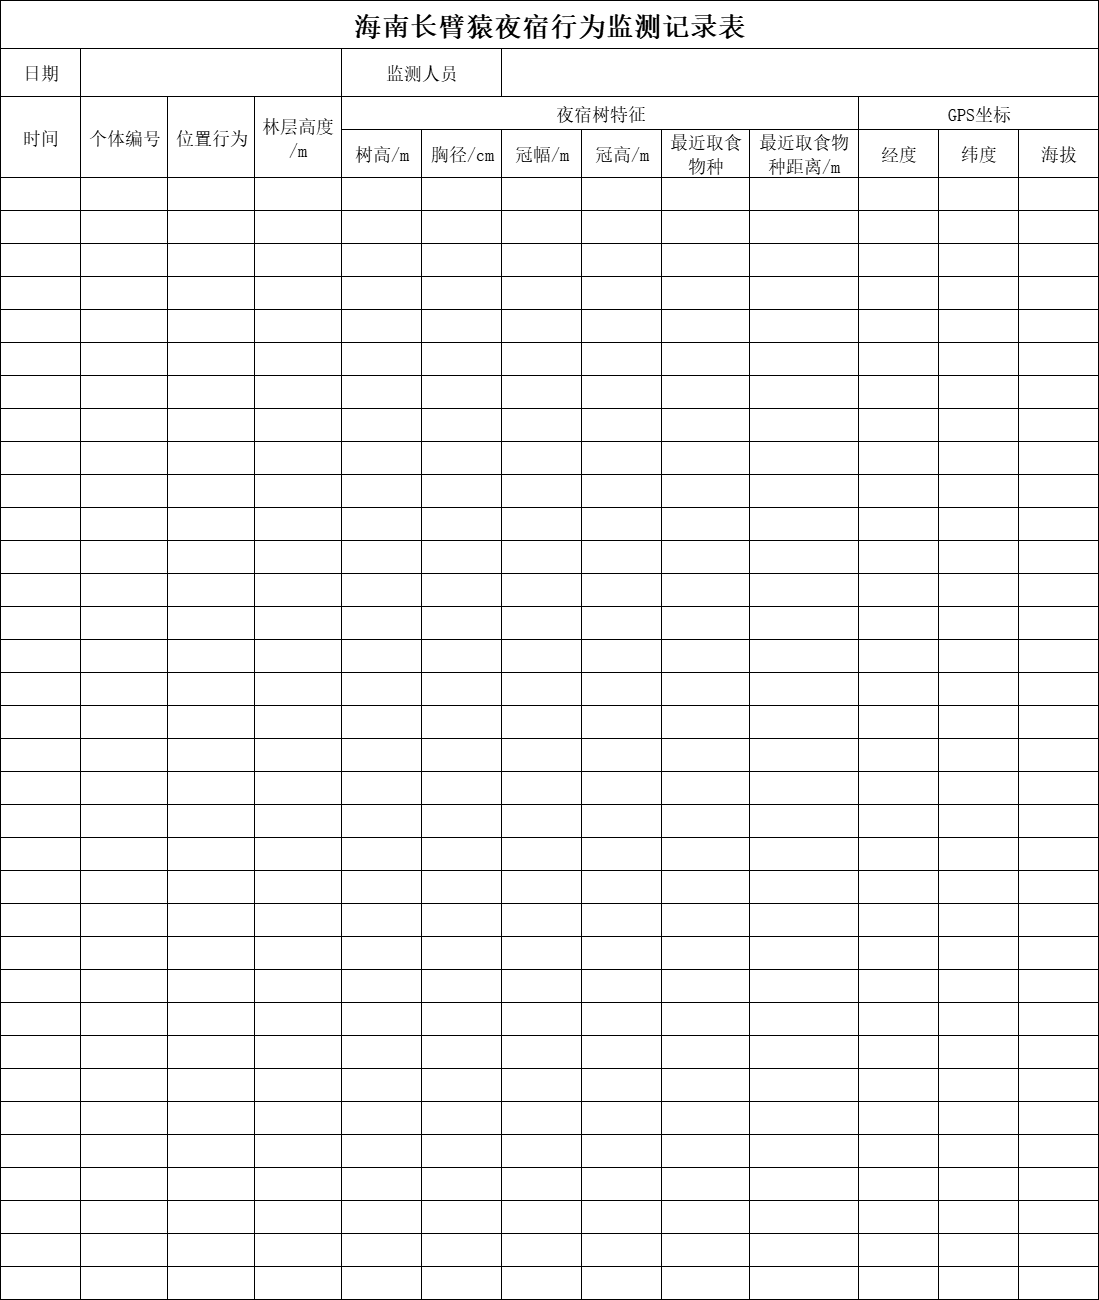 海南长臂猿夜宿行为监测记录表
日期 监测人员
时间 个体编号 位置行为 林层高度
/m
夜宿树特征 GPS坐标
树高/m 胸径/cm 冠幅/m 冠高/m 最近取食
物种 最近取食物
种距离/m 经度 纬度 海拔